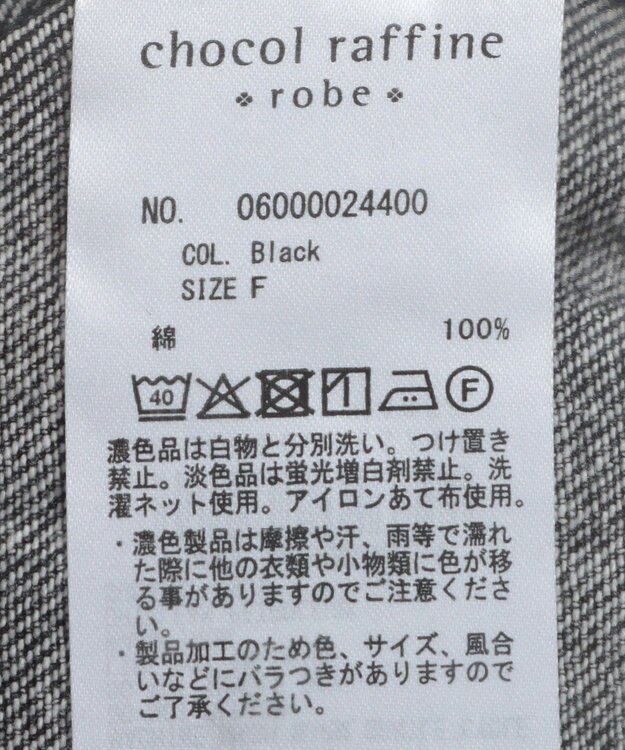 chocol raffine
robe
NO. 06000024400
COL. Black
SIZE F
綿 100%
40 F
濃色品は白物と分別洗い。つけ置き
禁止。淡色品は蛍光増白剤禁止。洗
濯ネット使用。アイロンあて布使用。
・濃色製品は摩擦や汗、雨等で濡れ
た際に他の衣類や小物類に色が移
る事がありますのでご注意くださ
い。
・製品加工のため色、サイズ、風合
いなどにバラつきがありますので
ご了承ください。